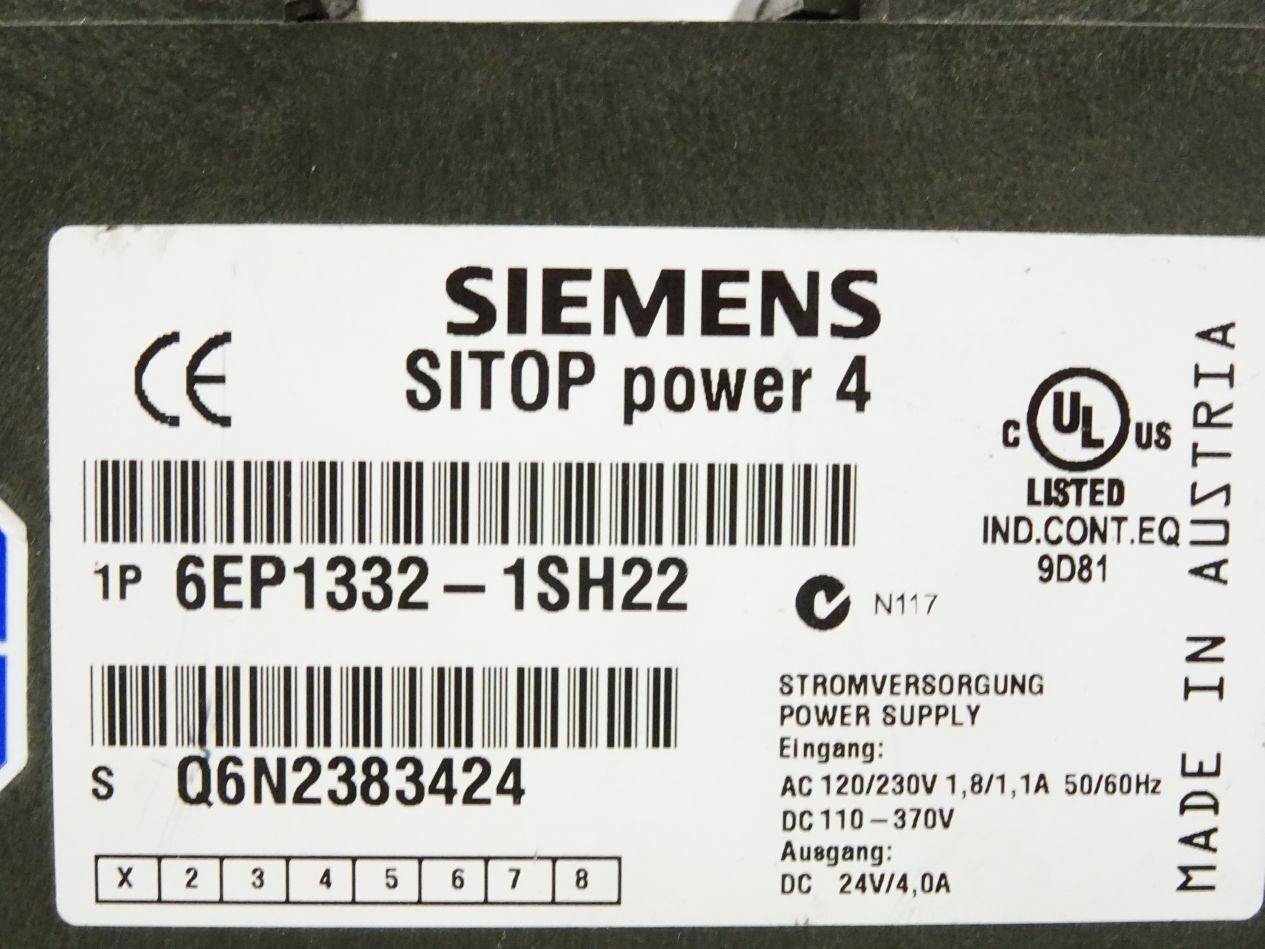 SIEMENS
SITOP power 4
CE
C UL US
LISTED
IND.CONT.EQ
9D81
1P 6EP1332-1SH22
N117
S Q6N2383424
X 2 3 4 5 6 7 8
STROMVERSORGUNG
POWER SUPPLY
Eingang:
AC 120/230V 1,8/1,1A 50/60Hz
DC 110-370V
Ausgang:
DC 24V/4,0A
MADE IN AUSTRIA